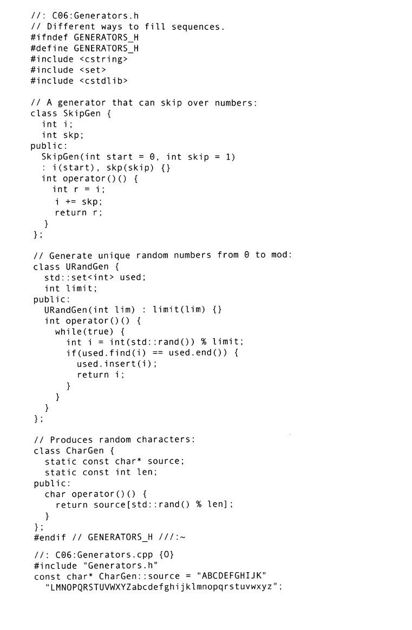 //: C06:Generators.h
// Different ways to fill sequences.
#ifndef GENERATORS_H
#define GENERATORS_H
#include <cstring>
#include <set>
#include <cstdlib>

// A generator that can skip over numbers:
class SkipGen {
  int i;
  int skp;
public:
  SkipGen(int start = 0, int skip = 1)
  : i(start), skp(skip) {}
  int operator()() {
    int r = i;
    i += skp;
    return r;
  }
};

// Generate unique random numbers from 0 to mod:
class URandGen {
  std::set<int> used;
  int limit;
public:
  URandGen(int lim) : limit(lim) {}
  int operator()() {
    while(true) {
      int i = int(std::rand()) % limit;
      if(used.find(i) == used.end()) {
        used.insert(i);
        return i;
      }
    }
  }
};

// Produces random characters:
class CharGen {
  static const char* source;
  static const int len;
public:
  char operator()() {
    return source[std::rand() % len];
  }
};
#endif // GENERATORS_H ///:~

//: C06:Generators.cpp {O}
#include "Generators.h"
const char* CharGen::source = "ABCDEFGHIJK"
  "LMNOPQRSTUVWXYZabcdefghijklmnopqrstuvwxyz";